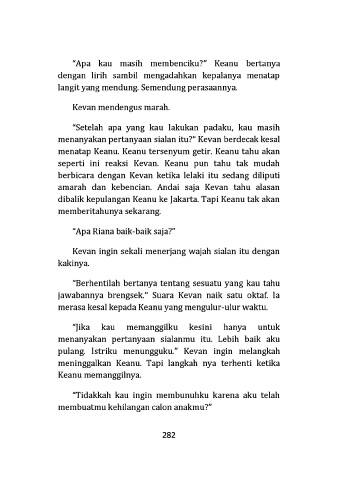 "Apa kau masih membenciku?" Keanu bertanya
dengan lirih sambil mengadahkan kepalanya menatap
langit yang mendung. Semendung perasaannya.
Kevan mendengus marah.
"Setelah apa yang kau lakukan padaku, kau masih
menanyakan pertanyaan sialan itu?" Kevan berdecak kesal
menatap Keanu. Keanu tersenyum getir. Keanu tahu akan
seperti ini reaksi Kevan. Keanu pun tahu tak mudah
berbicara dengan Kevan ketika lelaki itu sedang diliputi
amarah dan kebencian. Andai saja Kevan tahu alasan
dibalik kepulangan Keanu ke Jakarta. Tapi Keanu tak akan
memberitahunya sekarang.
"Apa Riana baik-baik saja?"
Kevan ingin sekali menerjang wajah sialan itu dengan
kakinya.
"Berhentilah bertanya tentang sesuatu yang kau tahu
jawabannya brengsek." Suara Kevan naik satu oktaf. Ia
merasa kesal kepada Keanu yang mengulur-ulur waktu.
"Jika kau memanggilku kesini hanya untuk
menanyakan pertanyaan sialanmu itu. Lebih baik aku
pulang. Istriku menungguku." Kevan ingin melangkah
meninggalkan Keanu. Tapi langkah nya terhenti ketika
Keanu memanggilnya.
"Tidakkah kau ingin membunuhku karena aku telah
membuatmu kehilangan calon anakmu?"
282